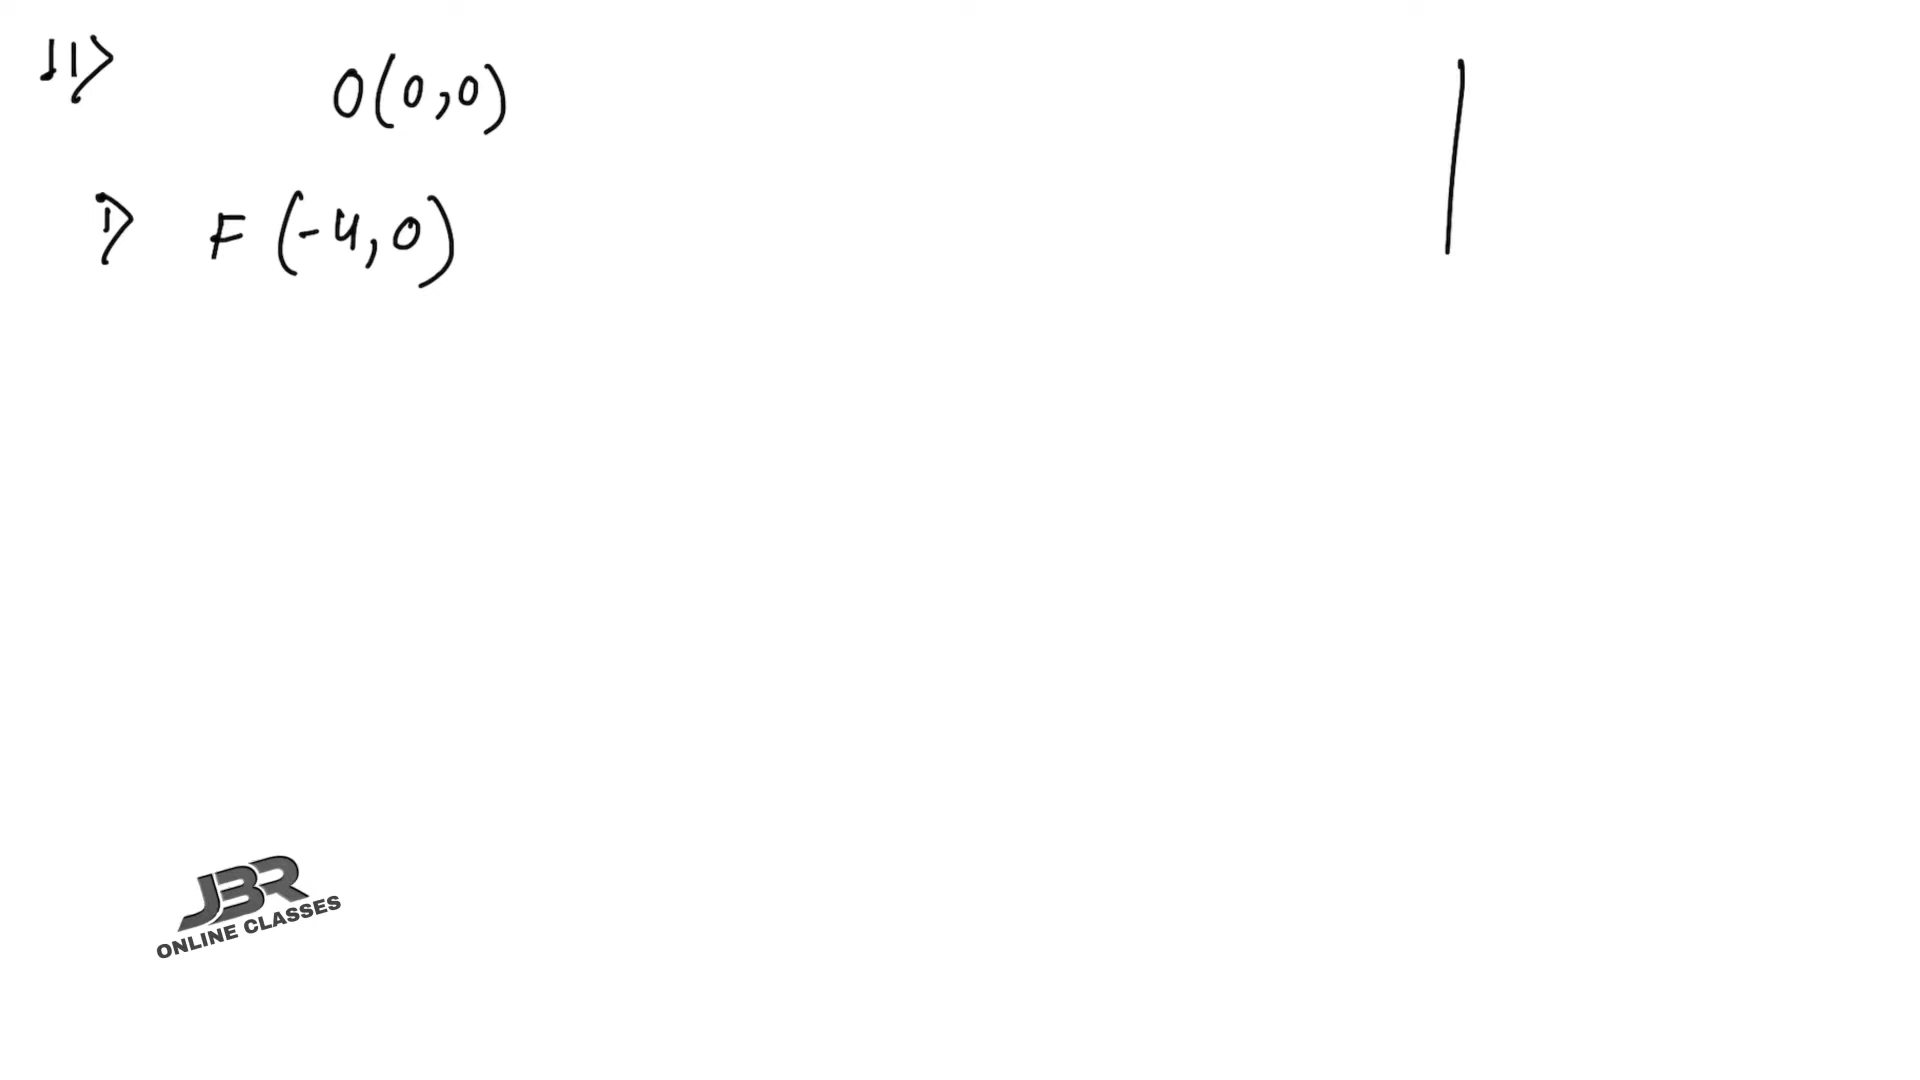 11)
O(0,0)
i) F(-4,0)
JBR
ONLINE CLASSES